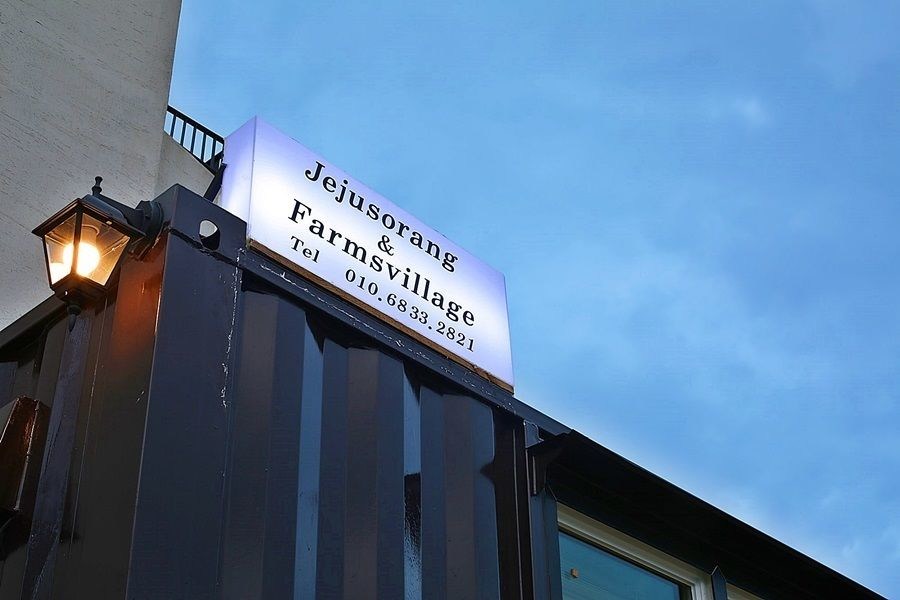 Jejusorang
&
Farmsvillage
Tel 010.6833.2821